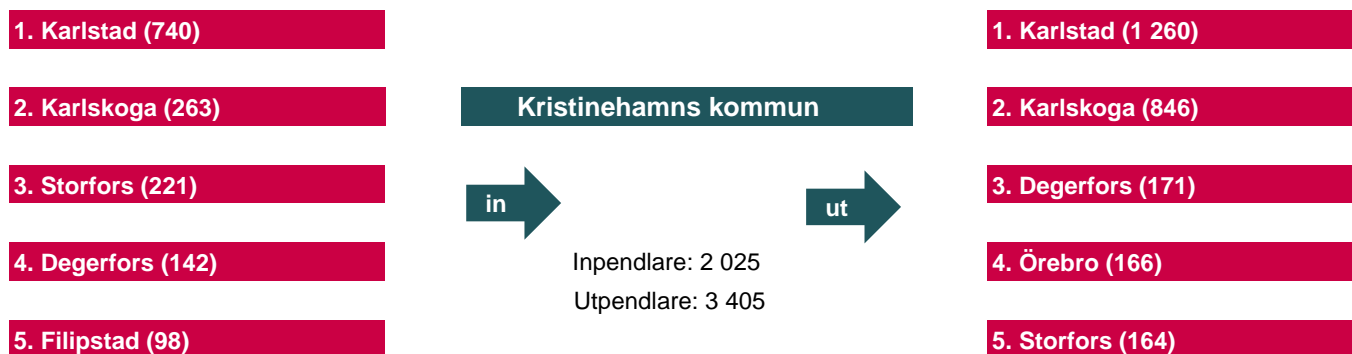 1. Karlstad (740)
2. Karlskoga (263)
3. Storfors (221)
4. Degerfors (142)
5. Filipstad (98)
Kristinehamns kommun
in
ut
Inpendlare: 2 025
Utpendlare: 3 405
1. Karlstad (1 260)
2. Karlskoga (846)
3. Degerfors (171)
4. Örebro (166)
5. Storfors (164)